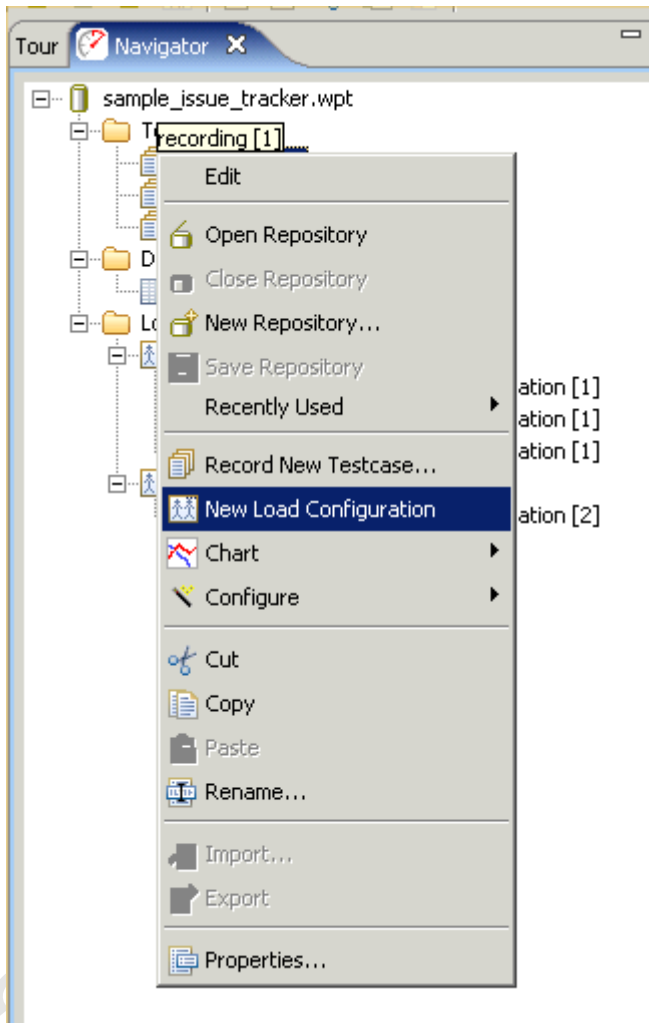 Tour Navigator
sample_issue_tracker.wpt
T
recording [1]
Edit
Open Repository
D
Close Repository
Lo
New Repository...
Save Repository
ation [1]
Recently Used
ation [1]
ation [1]
Record New Testcase...
New Load Configuration
ation [2]
Chart
Configure
Cut
Copy
Paste
Rename...
Import...
Export
Properties...